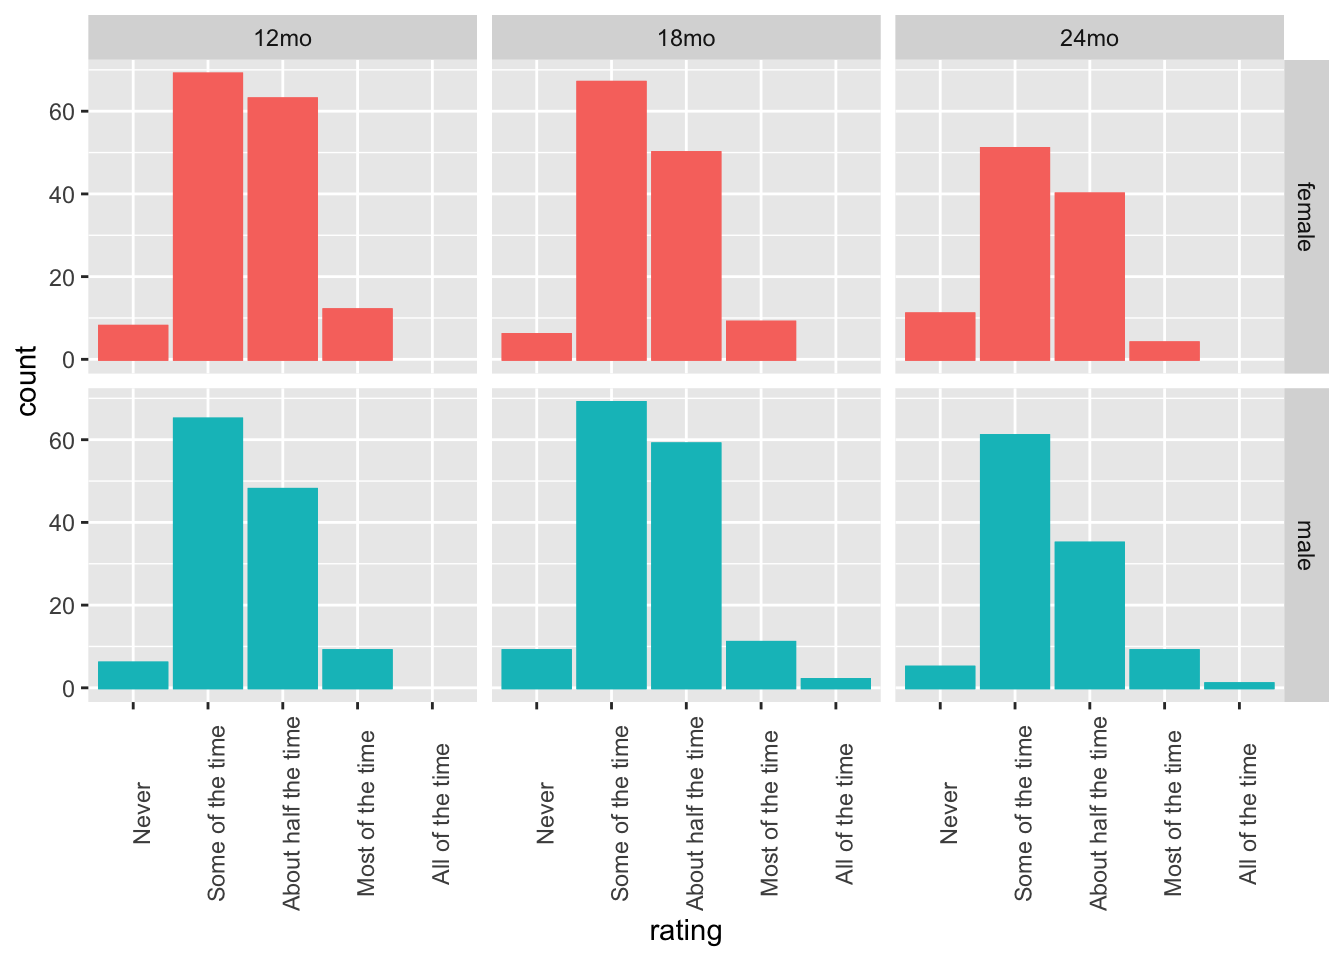 12mo 18mo 24mo
60
40
20
0
female
count
60
40
20
0
male
Never Some of the time About half the time Most of the time All of the time Never Some of the time About half the time Most of the time All of the time Never Some of the time About half the time Most of the time All of the time
rating